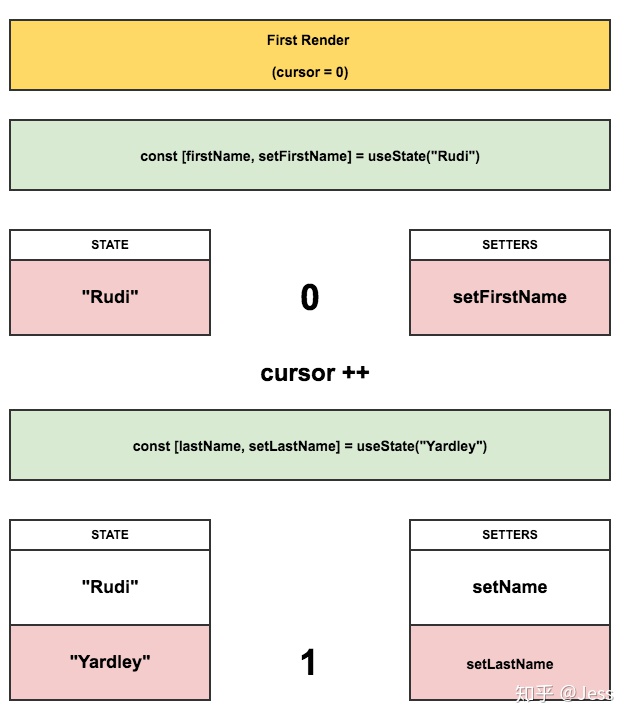 First Render
(cursor = 0)
const [firstName, setFirstName] = useState("Rudi")
STATE
SETTERS
"Rudi"
0
setFirstName
cursor ++
const [lastName, setLastName] = useState("Yardley")
STATE
SETTERS
"Rudi"
setName
"Yardley"
1
setLastName
知乎 @Jess